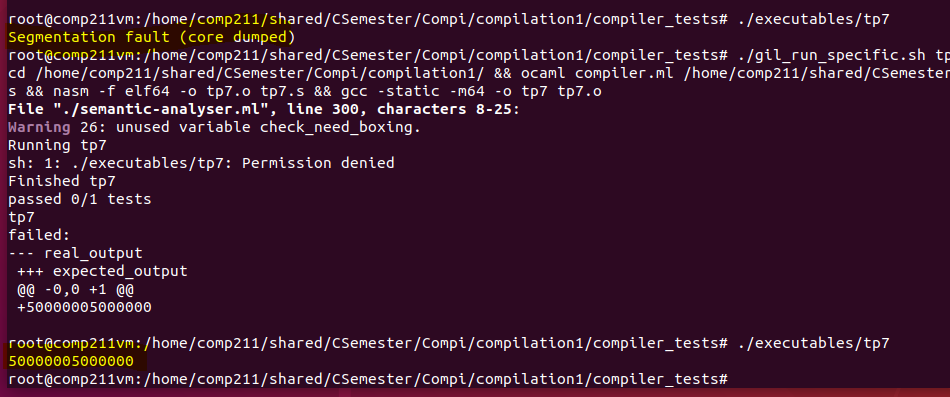 root@comp211vm:/home/comp211/shared/CSemester/Compi/compilation1/compiler_tests# ./executables/tp7
Segmentation fault (core dumped)
root@comp211vm:/home/comp211/shared/CSemester/Compi/compilation1/compiler_tests# ./gil_run_specific.sh tp
cd /home/comp211/shared/CSemester/Compi/compilation1/ && ocaml compiler.ml /home/comp211/shared/CSemester
s && nasm -f elf64 -o tp7.o tp7.s && gcc -static -m64 -o tp7 tp7.o
File "./semantic-analyser.ml", line 300, characters 8-25:
Warning 26: unused variable check_need_boxing.
Running tp7
sh: 1: ./executables/tp7: Permission denied
Finished tp7
passed 0/1 tests
tp7
failed:
--- real_output
 +++ expected_output
 @@ -0,0 +1 @@
 +50000005000000
root@comp211vm:/home/comp211/shared/CSemester/Compi/compilation1/compiler_tests# ./executables/tp7
50000005000000
root@comp211vm:/home/comp211/shared/CSemester/Compi/compilation1/compiler_tests#